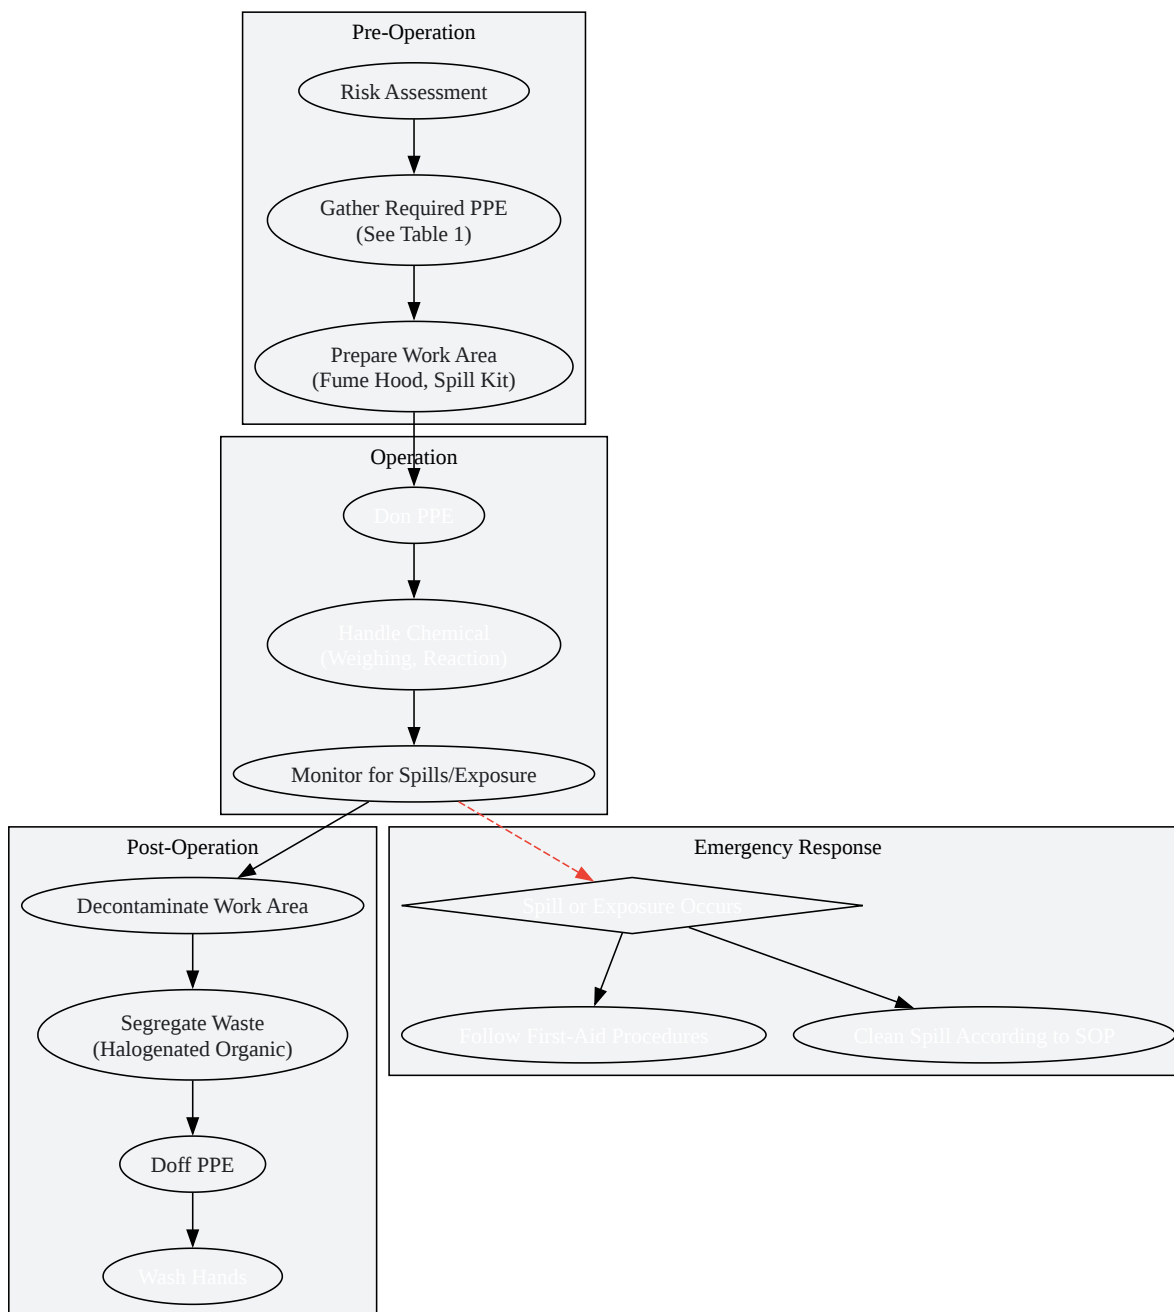 Pre-Operation
Risk Assessment
Gather Required PPE
(See Table 1)
Prepare Work Area
(Fume Hood, Spill Kit)
Operation
Don PPE
Handle Chemical
(Weighing, Reaction)
Monitor for Spills/Exposure
Post-Operation
Decontaminate Work Area
Segregate Waste
(Halogenated Organic)
Doff PPE
Wash Hands
Emergency Response
Spill or Exposure Occurs
Follow First-Aid Procedures
Clean Spill According to SOP